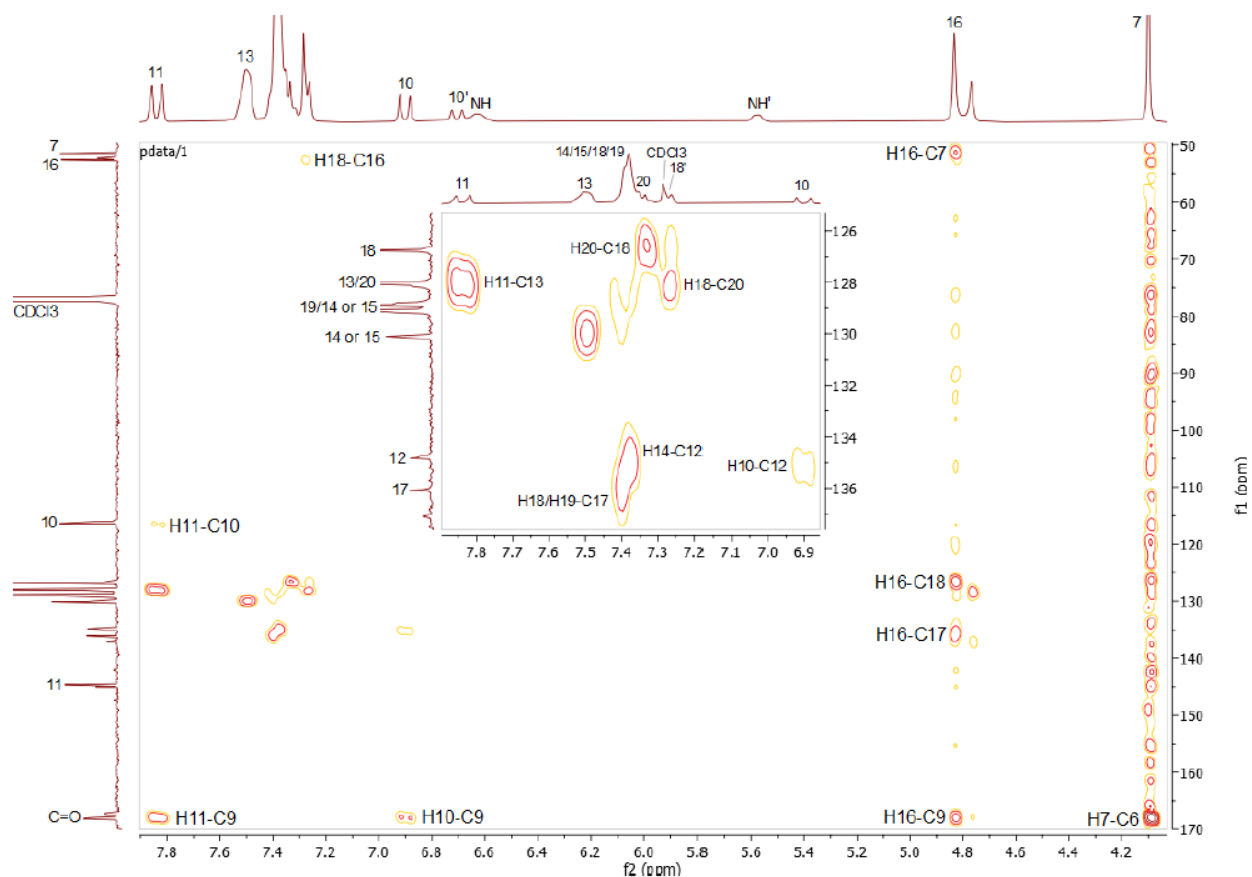 16
7
13
11
10
10'
NH
NH'
7
16
pdata/1
H18-C16
H16-C7
50
14/15/18/19
CDCl3
20
18'
11
13
10
60
18
126
H20-C18
70
13/20
H11-C13
128
H18-C20
CDCl3
19/14 or 15
80
14 or 15
130
90
132
100
134
12
H14-C12
H10-C12
17
136
H18/H19-C17
110
10
H11-C10
7.8 7.7 7.6 7.5 7.4 7.3 7.2 7.1 7.0 6.9
120
H16-C18
130
H16-C17
140
11
150
160
C=O
H11-C9
H10-C9
H16-C9
H7-C6
170
7.8 7.6 7.4 7.2 7.0 6.8 6.6 6.4 6.2 6.0 5.8 5.6 5.4 5.2 5.0 4.8 4.6 4.4 4.2
f2 (ppm)
f1 (ppm)